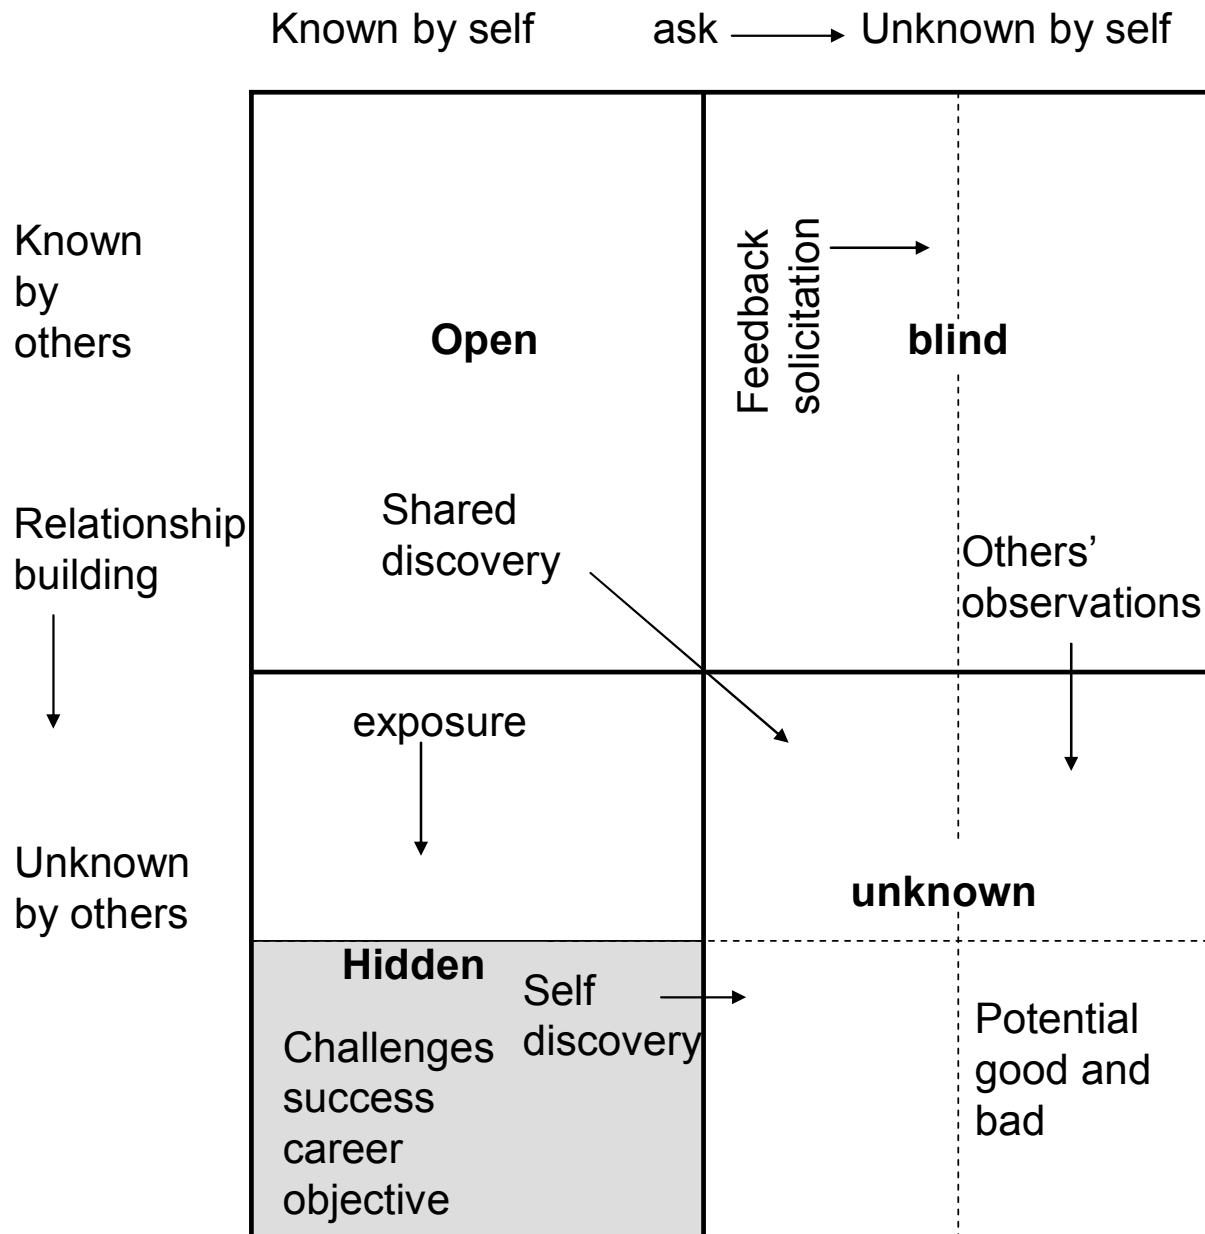 Known by self
ask
Unknown by self
Known
by
others
Open
Feedback
solicitation
blind
Relationship
building
Shared
discovery
Others’
observations
exposure
Unknown
by others
unknown
Hidden
Self
discovery
Challenges
success
career
objective
Potential
good and
bad